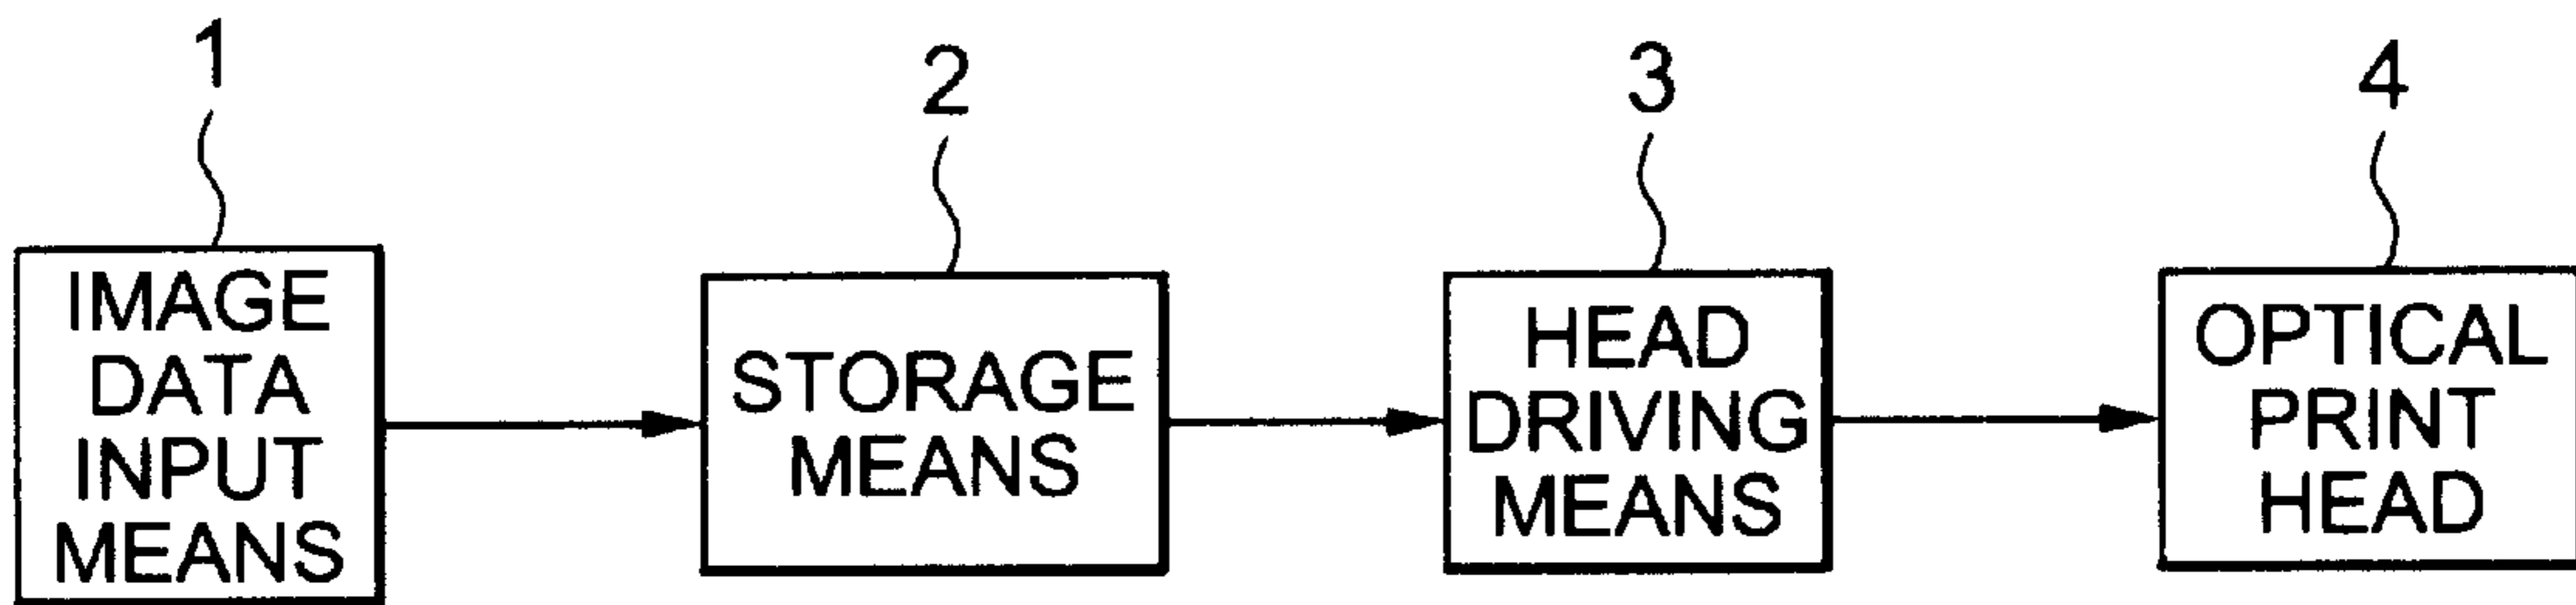 1
2
3
4
IMAGE
DATA
INPUT
MEANS
STORAGE
MEANS
HEAD
DRIVING
MEANS
OPTICAL
PRINT
HEAD